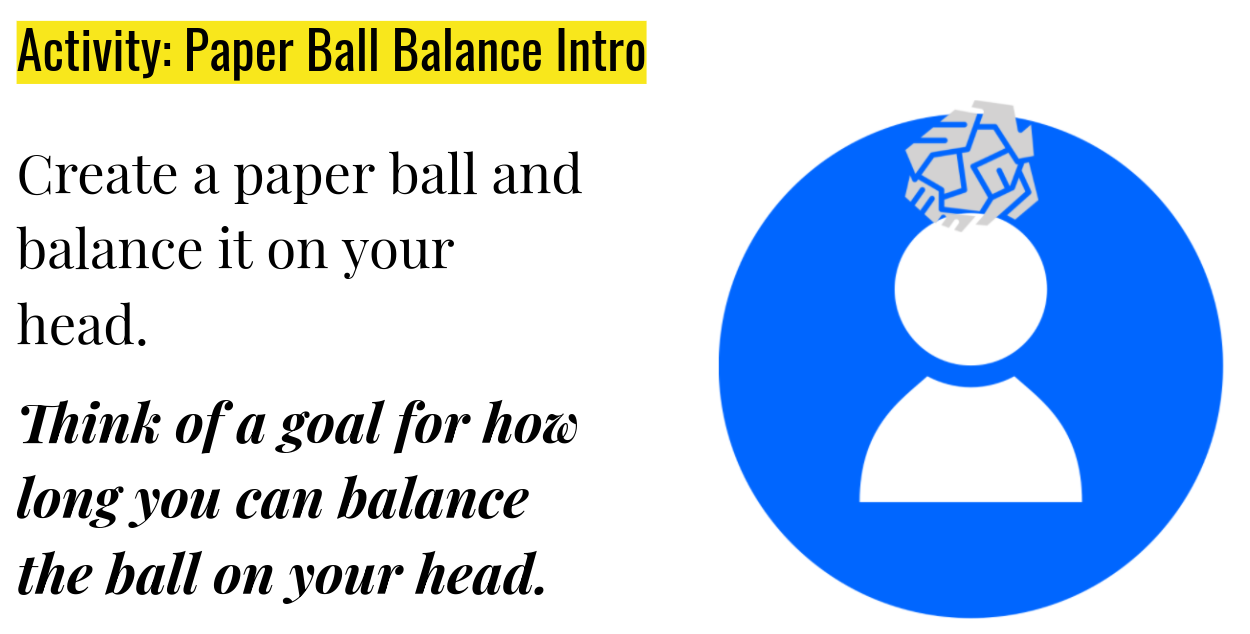 Activity: Paper Ball Balance Intro
Create a paper ball and
balance it on your
head.
Think of a goal for how
long you can balance
the ball on your head.